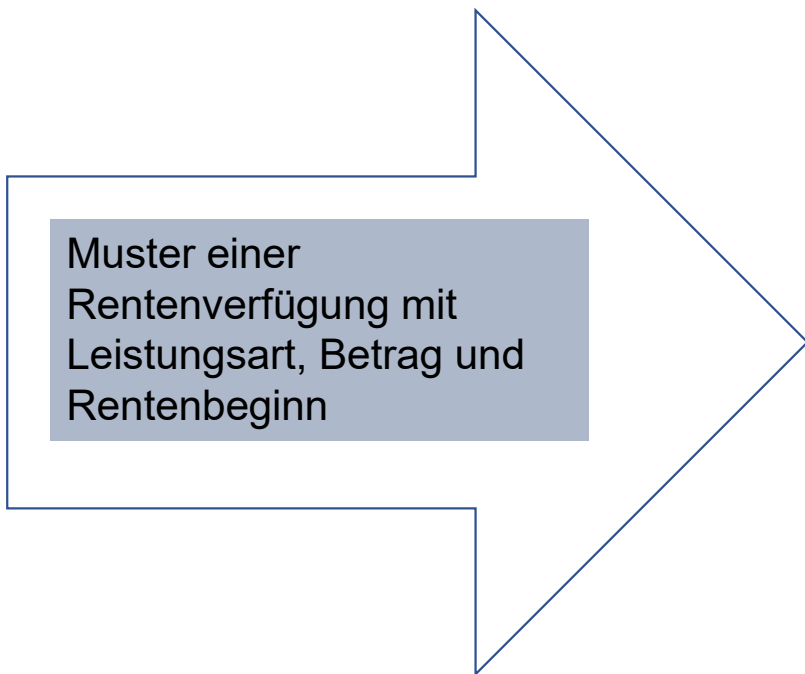 Muster einer
Rentenverfügung mit
Leistungsart, Betrag und
Rentenbeginn